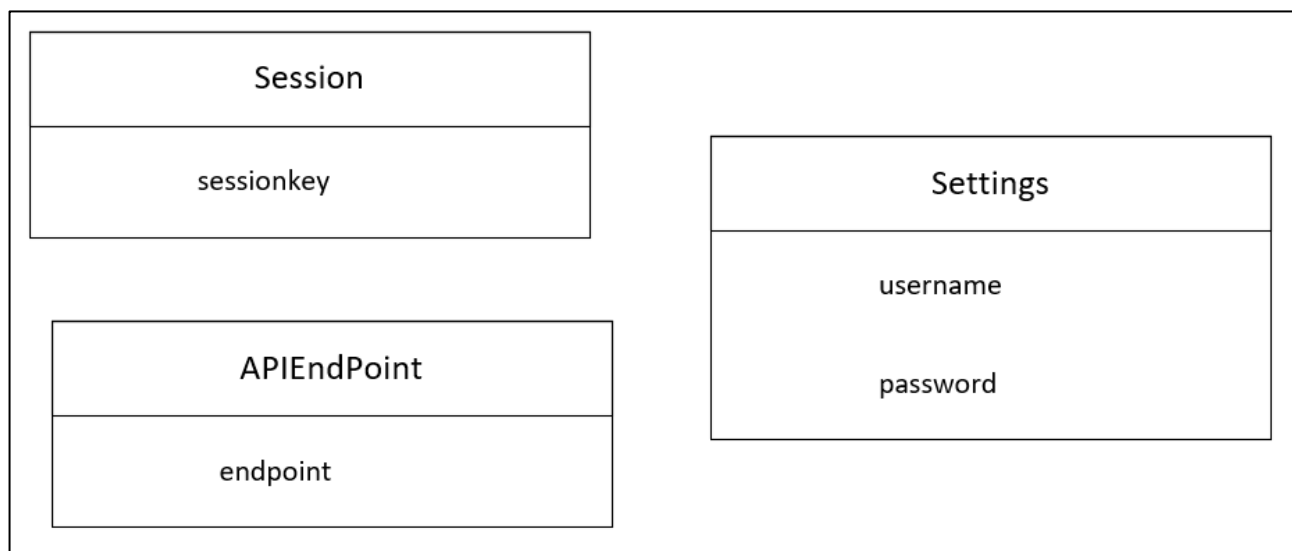 Session
sessionkey
APIEndPoint
endpoint
Settings
username
password